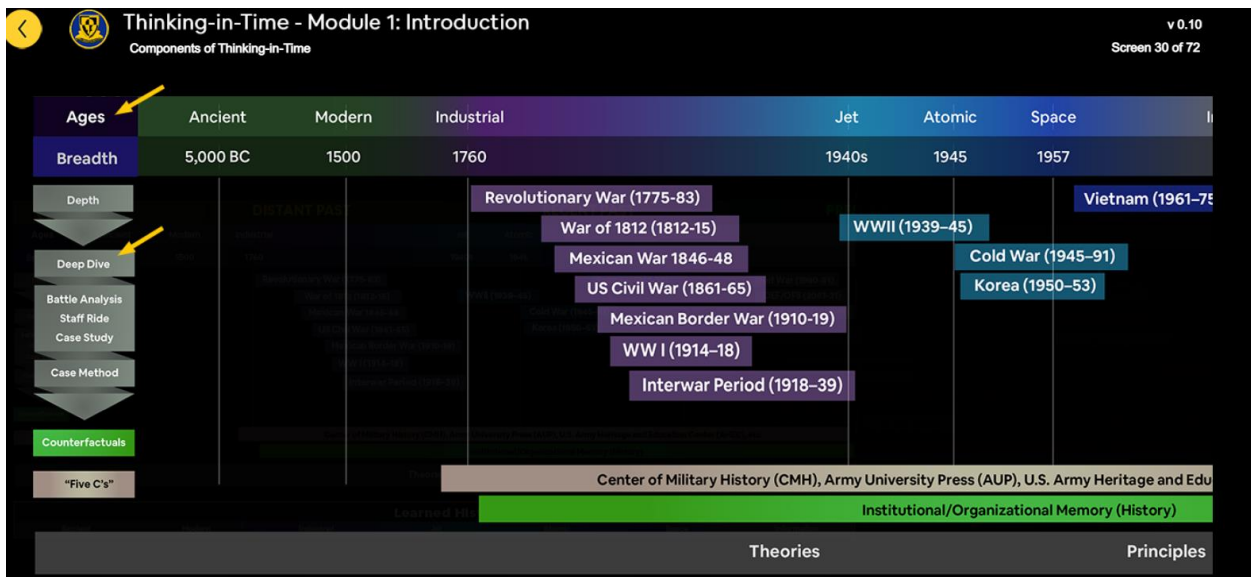 Thinking-in-Time - Module 1: Introduction
Components of Thinking-in-Time
v 0.10
Screen 30 of 72
Ages Ancient Modern Industrial Jet Atomic Space
Breadth 5,000 BC 1500 1760 1940s 1945 1957
Depth
Revolutionary War (1775-83)
Vietnam (1961–75
War of 1812 (1812-15)
WWII (1939–45)
Deep Dive
Mexican War 1846-48
Cold War (1945–91)
Battle Analysis
Staff Ride
Case Study
US Civil War (1861-65)
Korea (1950–53)
Mexican Border War (1910-19)
WW I (1914–18)
Case Method
Interwar Period (1918–39)
Counterfactuals
"Five C's"
Center of Military History (CMH), Army University Press (AUP), U.S. Army Heritage and Edu
Institutional/Organizational Memory (History)
Theories Principles